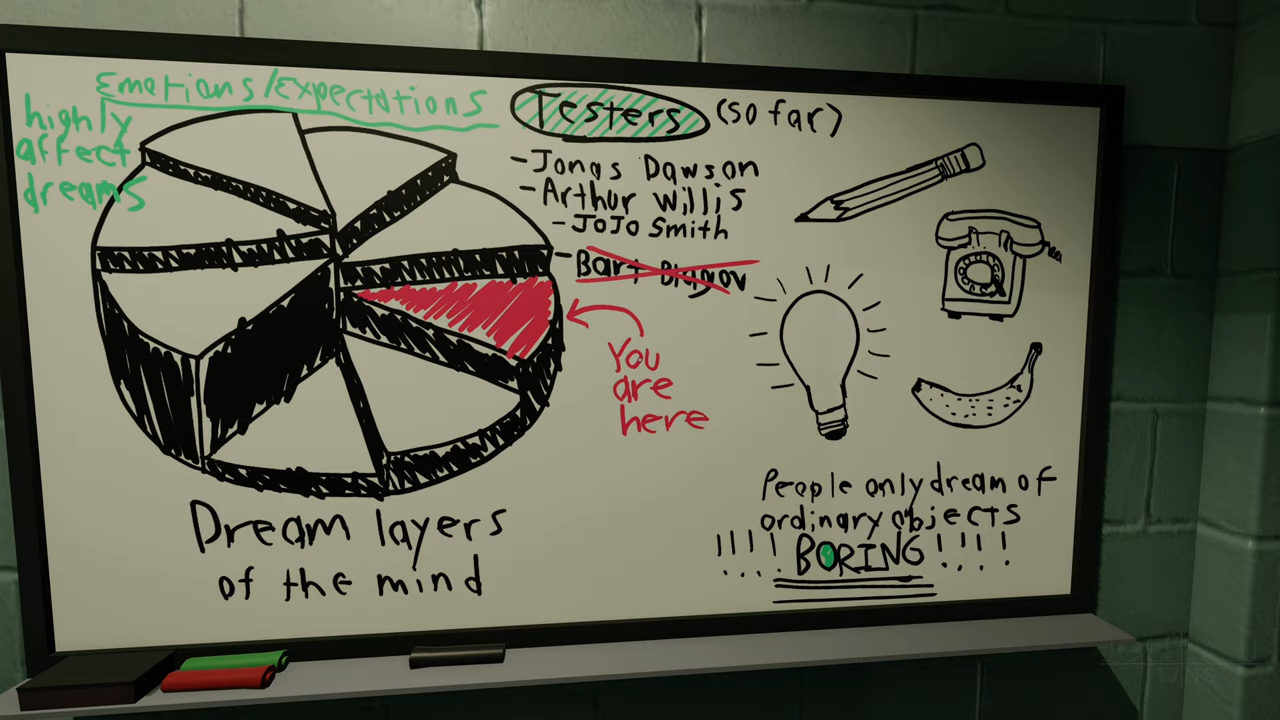 Emotions/Expectations
highly
affect
dreams
Testers (so far)
- Jonas Dawson
- Arthur Willis
- JoJo Smith
- Bart
You
are
here
Dream layers
of the mind
People only dream of
ordinary objects
!!!! BORING !!!!